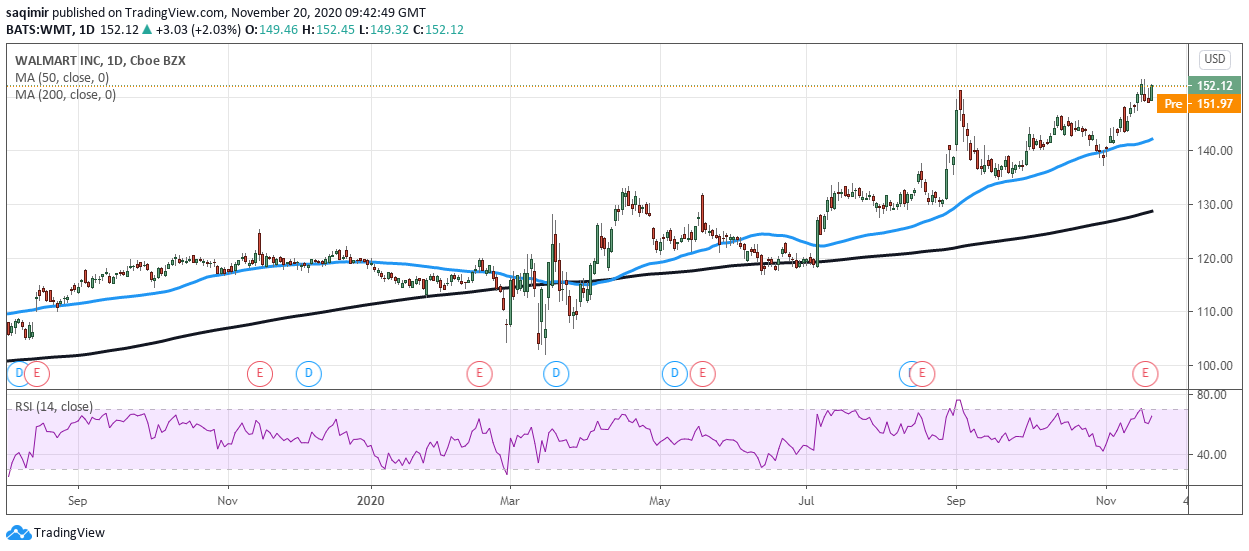 saqimir published on TradingView.com, November 20, 2020 09:42:49 GMT
BATS:WMT, 1D 152.12 ▲ +3.03 (+2.03%) O:149.46 H:152.45 L:149.32 C:152.12
WALMART INC, 1D, Cboe BZX
MA (50, close, 0)
MA (200, close, 0)
USD
152.12
Pre 151.97
140.00
130.00
120.00
110.00
100.00
D E E D E D D E D E E
RSI (14, close)
80.00
40.00
Sep Nov 2020 Mar May Jul Sep Nov 4
TradingView